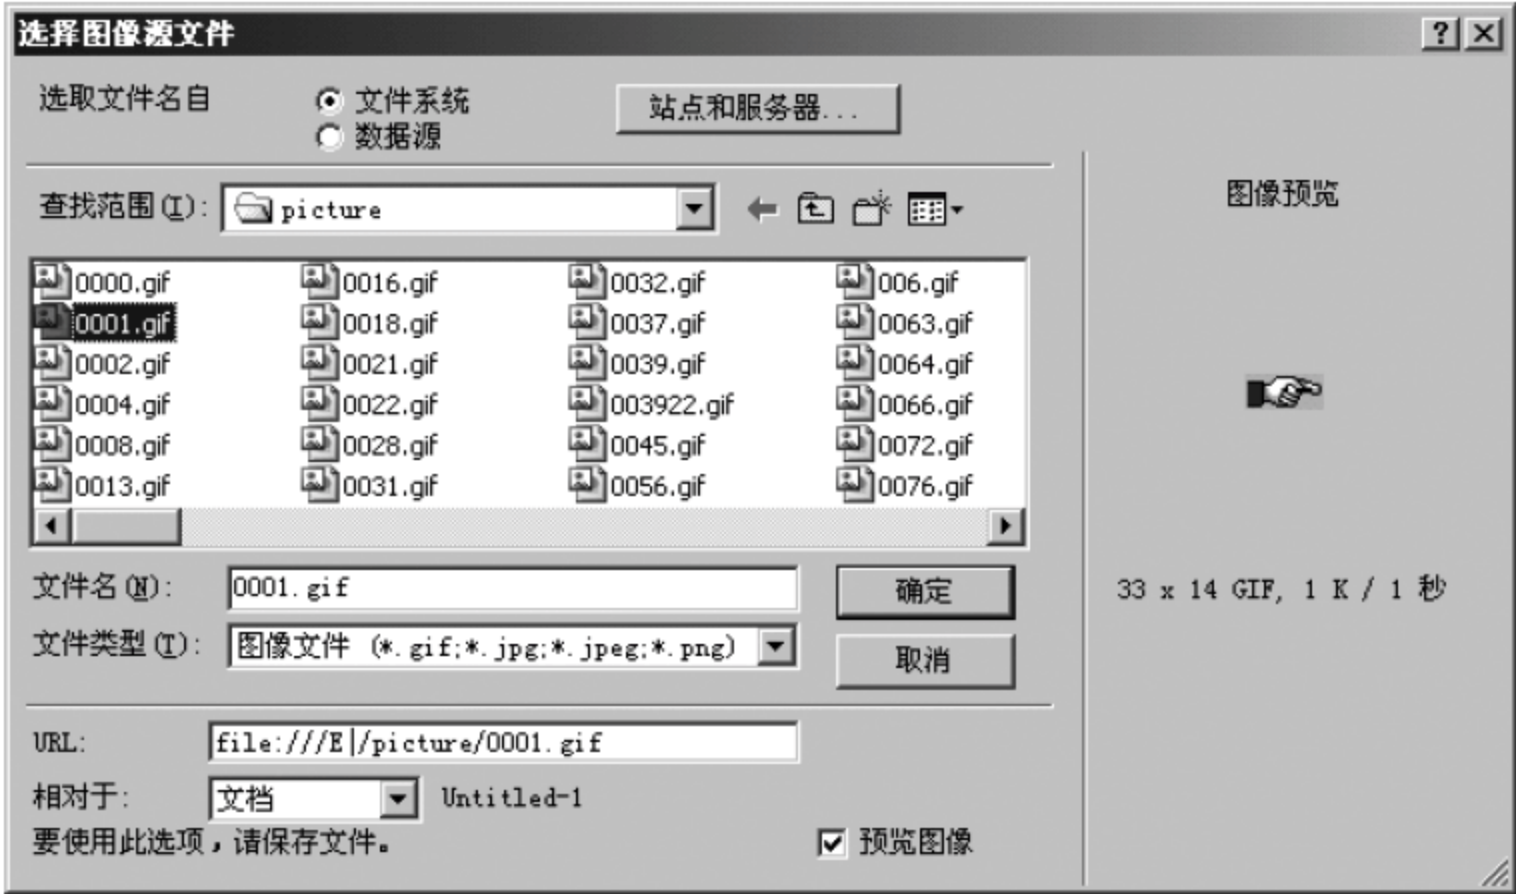 选择图像源文件
选取文件名自
文件系统
数据源
站点和服务器...
查找范围(I):
picture
图像预览
0000.gif 0016.gif 0032.gif 006.gif
0001.gif 0018.gif 0037.gif 0063.gif
0002.gif 0021.gif 0039.gif 0064.gif
0004.gif 0022.gif 003922.gif 0066.gif
0008.gif 0028.gif 0045.gif 0072.gif
0013.gif 0031.gif 0056.gif 0076.gif
文件名(N):
0001.gif
确定
33 x 14 GIF, 1 K / 1 秒
文件类型(T):
图像文件 (*.gif;*.jpg;*.jpeg;*.png)
取消
URL:
file:///E|/picture/0001.gif
相对于:
文档
Untitled-1
要使用此选项，请保存文件。
预览图像